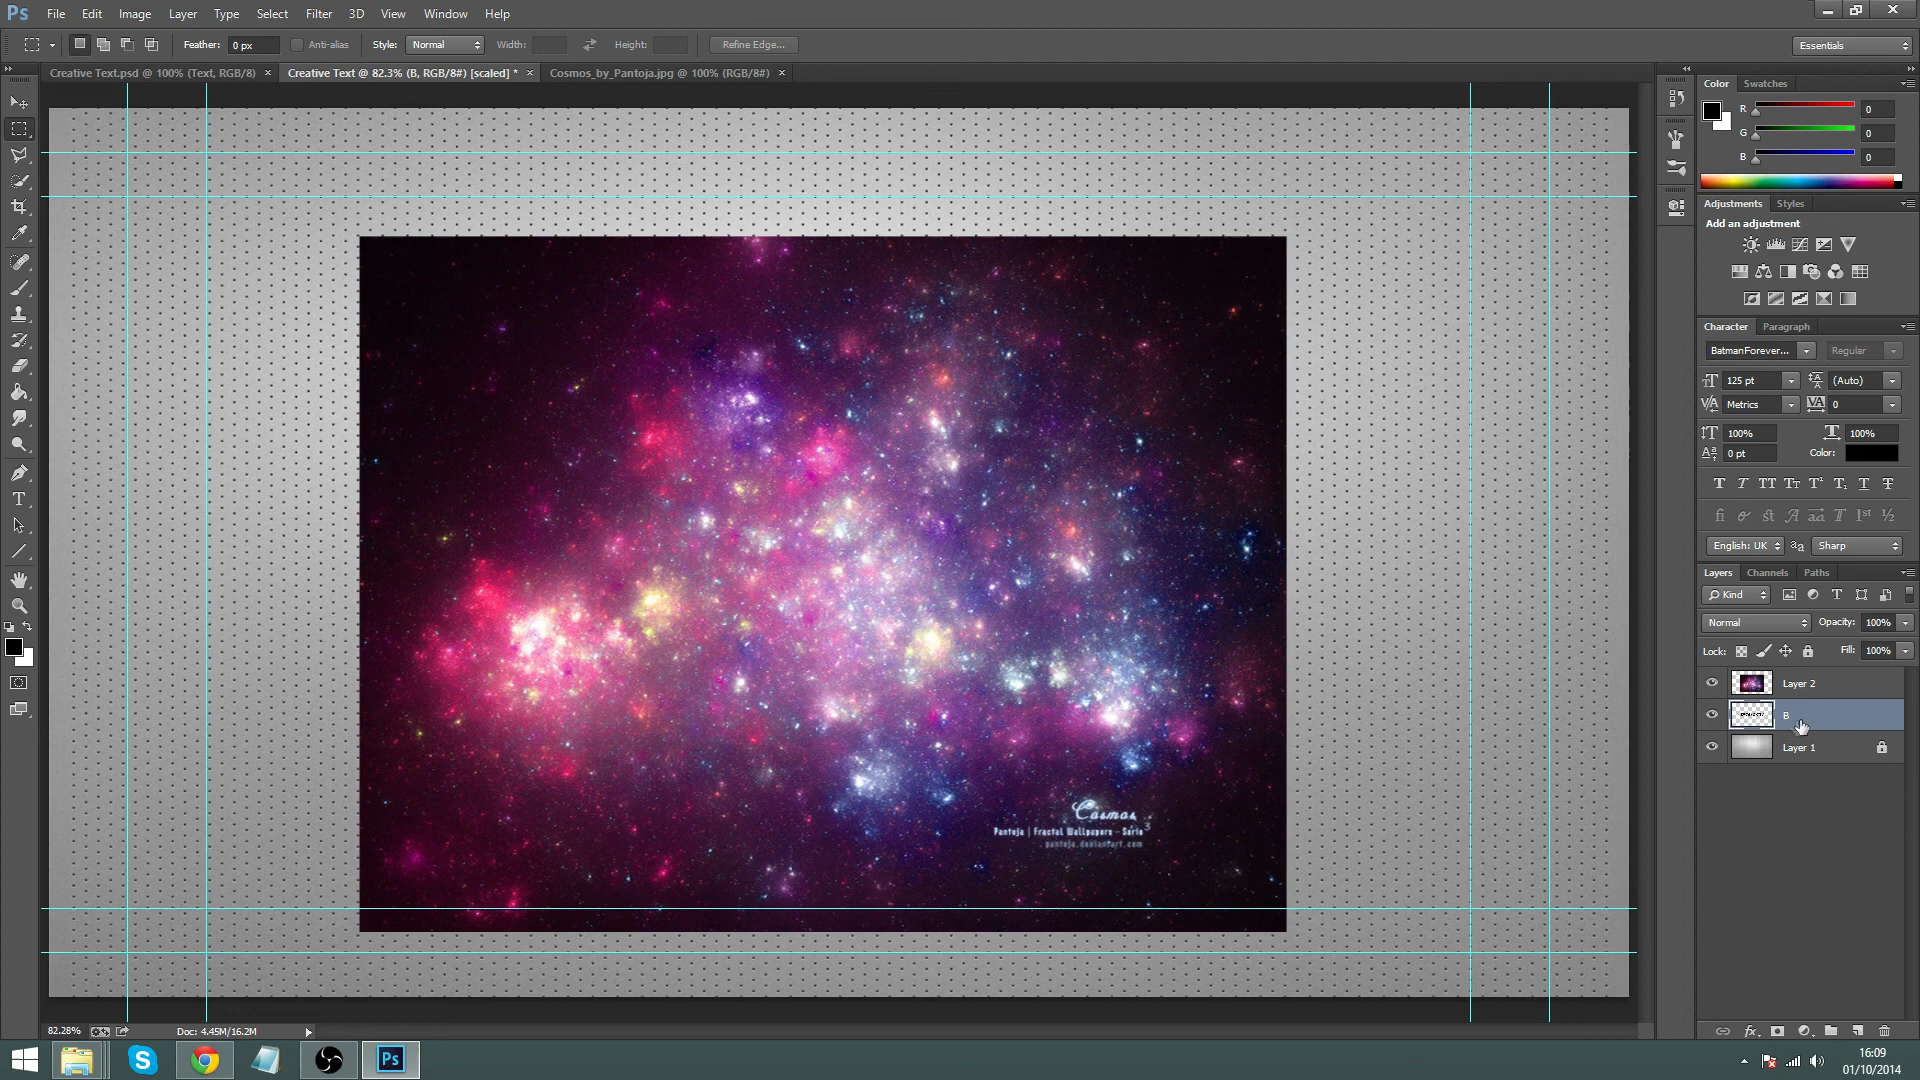 Ps File Edit Image Layer Type Select Filter 3D View Window Help
Feather: 0 px Anti-alias Style: Normal Width: Height: Refine Edge... Essentials
Creative Text.psd @ 100% (Text, RGB/8) × Creative Text @ 82.3% (B, RGB/8#) [scaled] * × Cosmos_by_Pantoja.jpg @ 100% (RGB/8#) ×
Color Swatches
R 0
G 0
B 0
Adjustments Styles
Add an adjustment
Character Paragraph
BatmanForever... Regular
125 pt (Auto)
Metrics 0
100% 100%
0 pt Color:
English: UK Sharp
Layers Channels Paths
Kind
Normal Opacity: 100%
Lock: Fill: 100%
Layer 2
B
Layer 1
Cosmos
3
Pantoja | Fractal Wallpapers - Serie
pantoja.deviantart.com
82.28% Doc: 4.45M/16.2M
Ps
16:09
01/10/2014